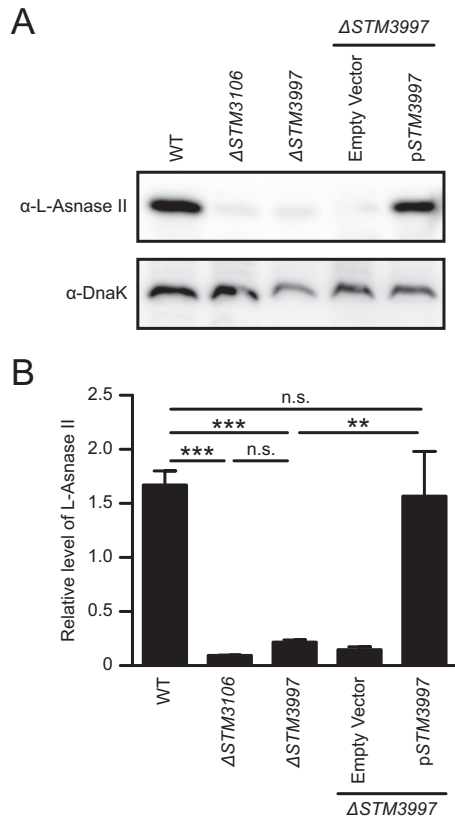 A
ΔSTM3997
WT
ΔSTM3106
ΔSTM3997
Empty Vector
pSTM3997
α-L-Asnase II
α-DnaK
B
Relative level of L-Asnase II
2.5
2.0
1.5
1.0
0.5
0
n.s.
*** **
*** n.s.
WT
ΔSTM3106
ΔSTM3997
Empty Vector
pSTM3997
ΔSTM3997